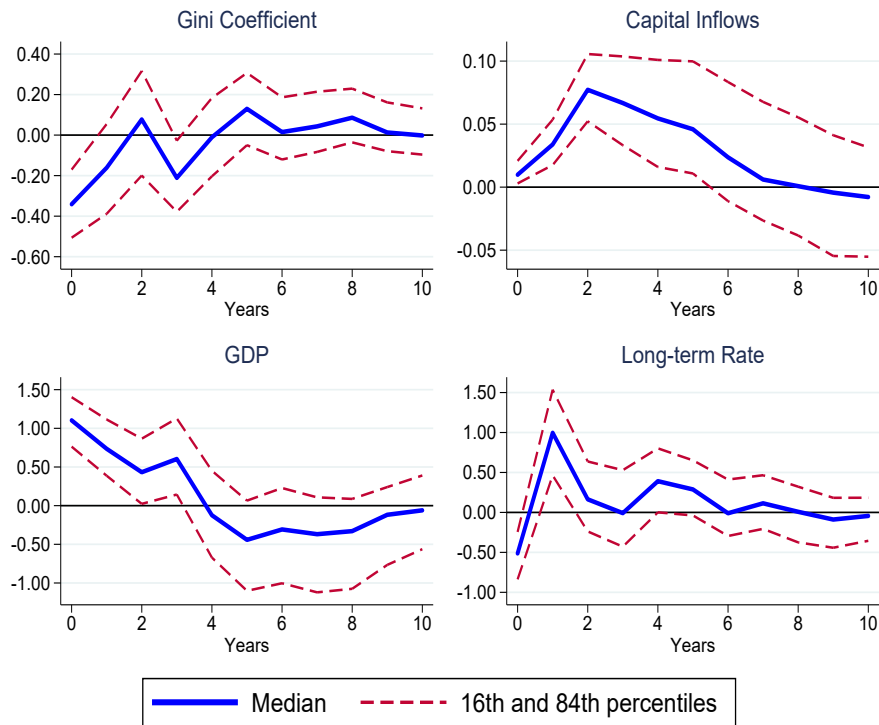 Gini Coefficient
0.40
0.20
0.00
-0.20
-0.40
-0.60
0 2 4 6 8 10
Years
Capital Inflows
0.10
0.05
0.00
-0.05
0 2 4 6 8 10
Years
GDP
1.50
1.00
0.50
0.00
-0.50
-1.00
0 2 4 6 8 10
Years
Long-term Rate
1.50
1.00
0.50
0.00
-0.50
-1.00
0 2 4 6 8 10
Years
Median 16th and 84th percentiles